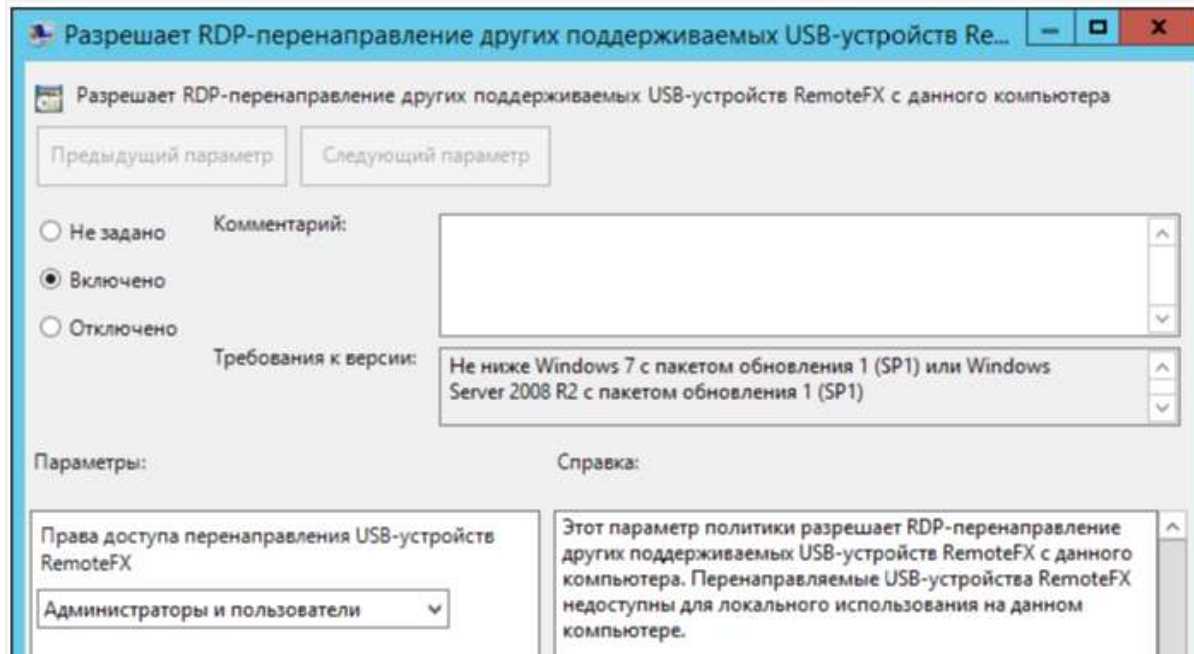 Разрешает RDP-перенаправление других поддерживаемых USB-устройств Re...
Разрешает RDP-перенаправление других поддерживаемых USB-устройств RemoteFX с данного компьютера
Предыдущий параметр
Следующий параметр
Не задано
Включено
Отключено
Комментарий:
Требования к версии:
Не ниже Windows 7 с пакетом обновления 1 (SP1) или Windows
Server 2008 R2 с пакетом обновления 1 (SP1)
Параметры:
Справка:
Права доступа перенаправления USB-устройств
RemoteFX
Администраторы и пользователи
Этот параметр политики разрешает RDP-перенаправление
других поддерживаемых USB-устройств RemoteFX с данного
компьютера. Перенаправляемые USB-устройства RemoteFX
недоступны для локального использования на данном
компьютере.